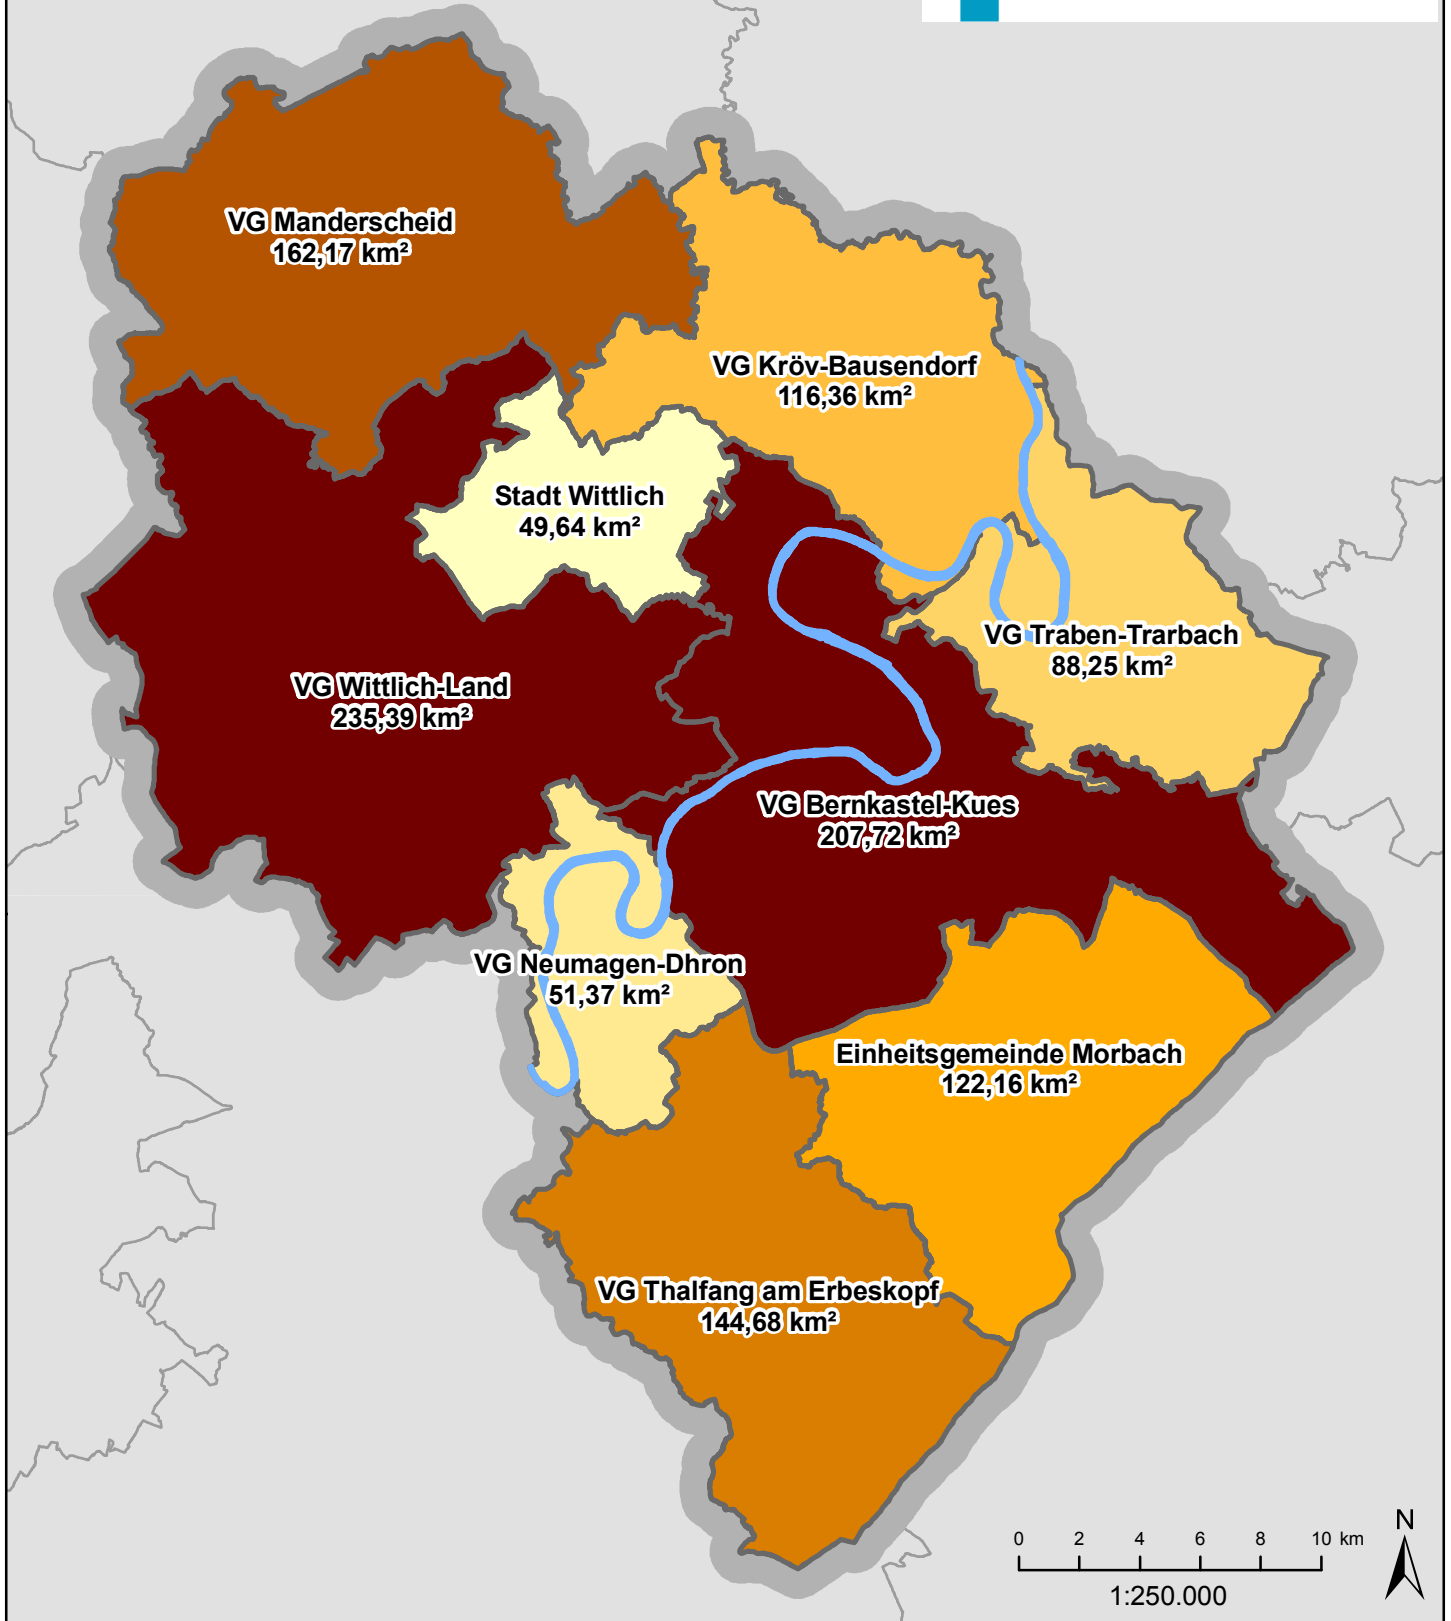 VG Manderscheid
162,17 km²
VG Kröv-Bausendorf
116,36 km²
Stadt Wittlich
49,64 km²
VG Traben-Trarbach
88,25 km²
VG Wittlich-Land
235,39 km²
VG Bernkastel-Kues
207,72 km²
VG Neumagen-Dhron
51,37 km²
Einheitsgemeinde Morbach
122,16 km²
VG Thalfang am Erbeskopf
144,68 km²
N
0 2 4 6 8 10 km
1:250.000